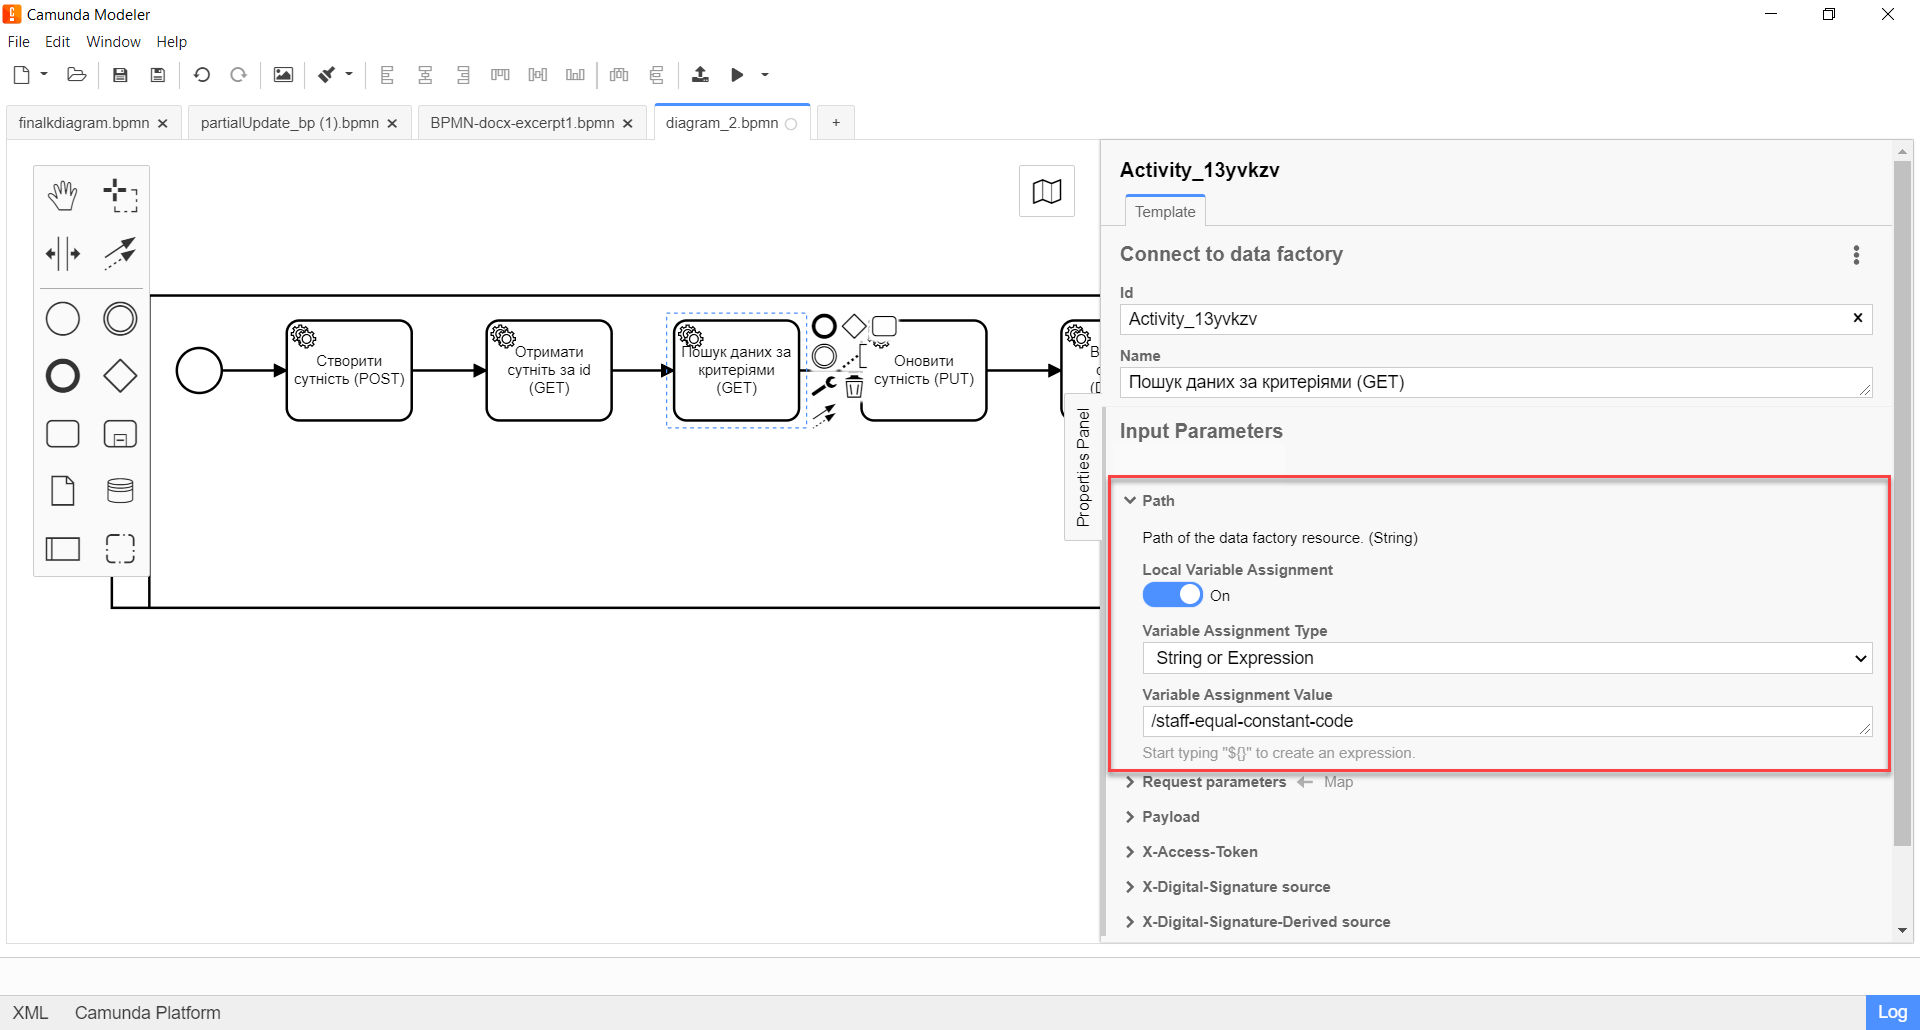 Camunda Modeler
File Edit Window Help
finalkdiagram.bpmn
partialUpdate_bp (1).bpmn
BPMN-docx-excerpt1.bpmn
diagram_2.bpmn
+
Створити
сутність (POST)
Отримати
сутніть за id
(GET)
Пошук даних за
критеріями
(GET)
Оновити
сутність (PUT)
Properties Panel
Activity_13yvkzv
Template
Connect to data factory
Id
Activity_13yvkzv
Name
Пошук даних за критеріями (GET)
Input Parameters
Path
Path of the data factory resource. (String)
Local Variable Assignment
On
Variable Assignment Type
String or Expression
Variable Assignment Value
/staff-equal-constant-code
Start typing "${}" to create an expression.
Request parameters Map
Payload
X-Access-Token
X-Digital-Signature source
X-Digital-Signature-Derived source
XML Camunda Platform
Log